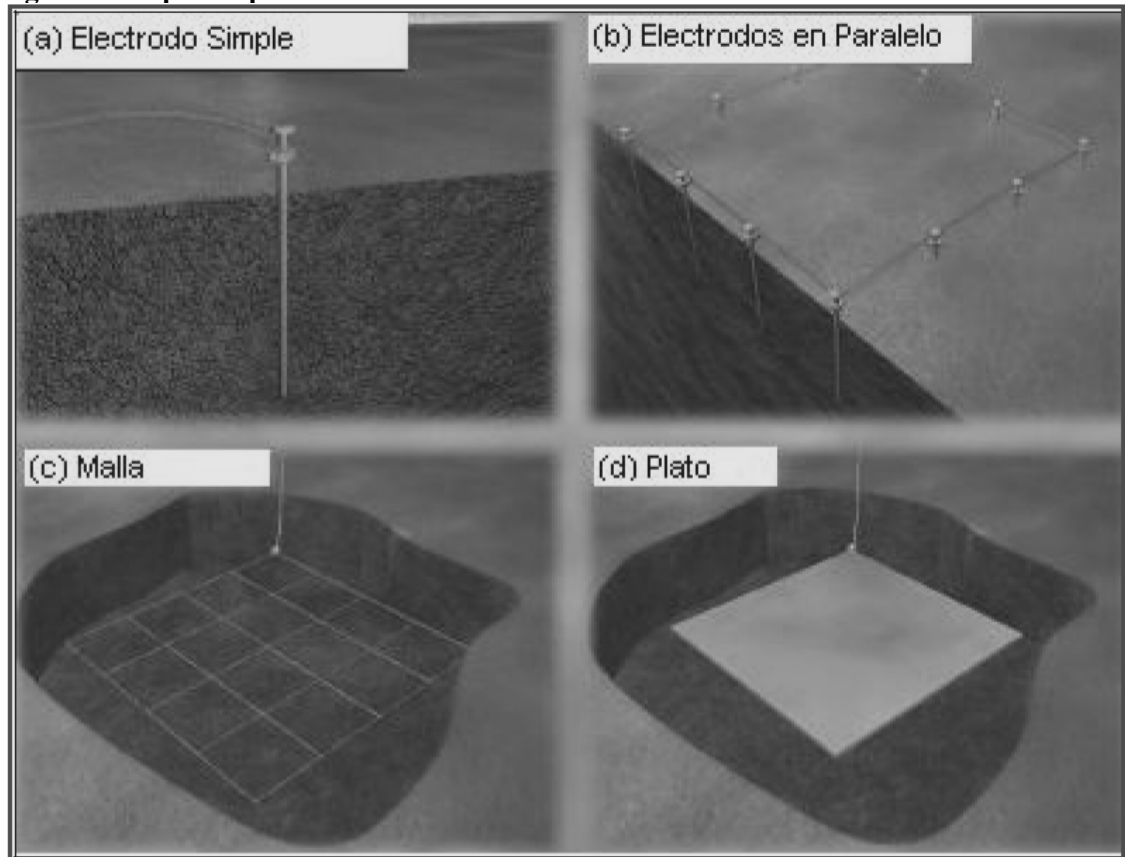 (a) Electrodo Simple
(b) Electrodos en Paralelo
(c) Malla
(d) Plato